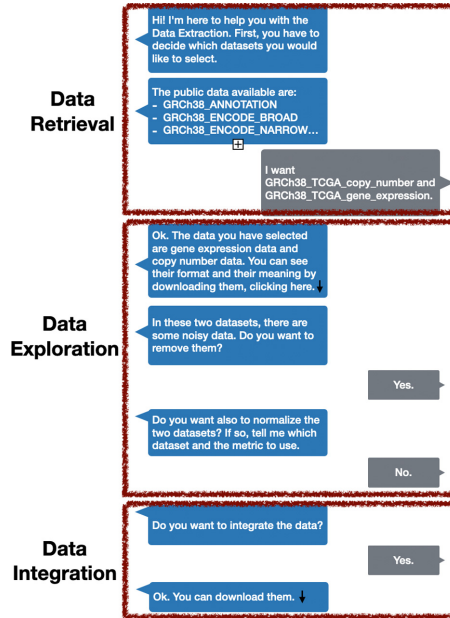 Hi! I'm here to help you with the
Data Extraction. First, you have to
decide which datasets you would
like to select.
Data
Retrieval
The public data available are:
- GRCh38_ANNOTATION
- GRCh38_ENCODE_BROAD
- GRCh38_ENCODE_NARROW...
I want
GRCh38_TCGA_copy_number and
GRCh38_TCGA_gene_expression.
Ok. The data you have selected
are gene expression data and
copy number data. You can see
their format and their meaning by
downloading them, clicking here.
Data
Exploration
In these two datasets, there are
some noisy data. Do you want to
remove them?
Yes.
Do you want also to normalize the
two datasets? If so, tell me which
dataset and the metric to use.
No.
Data
Integration
Do you want to integrate the data?
Yes.
Ok. You can download them.